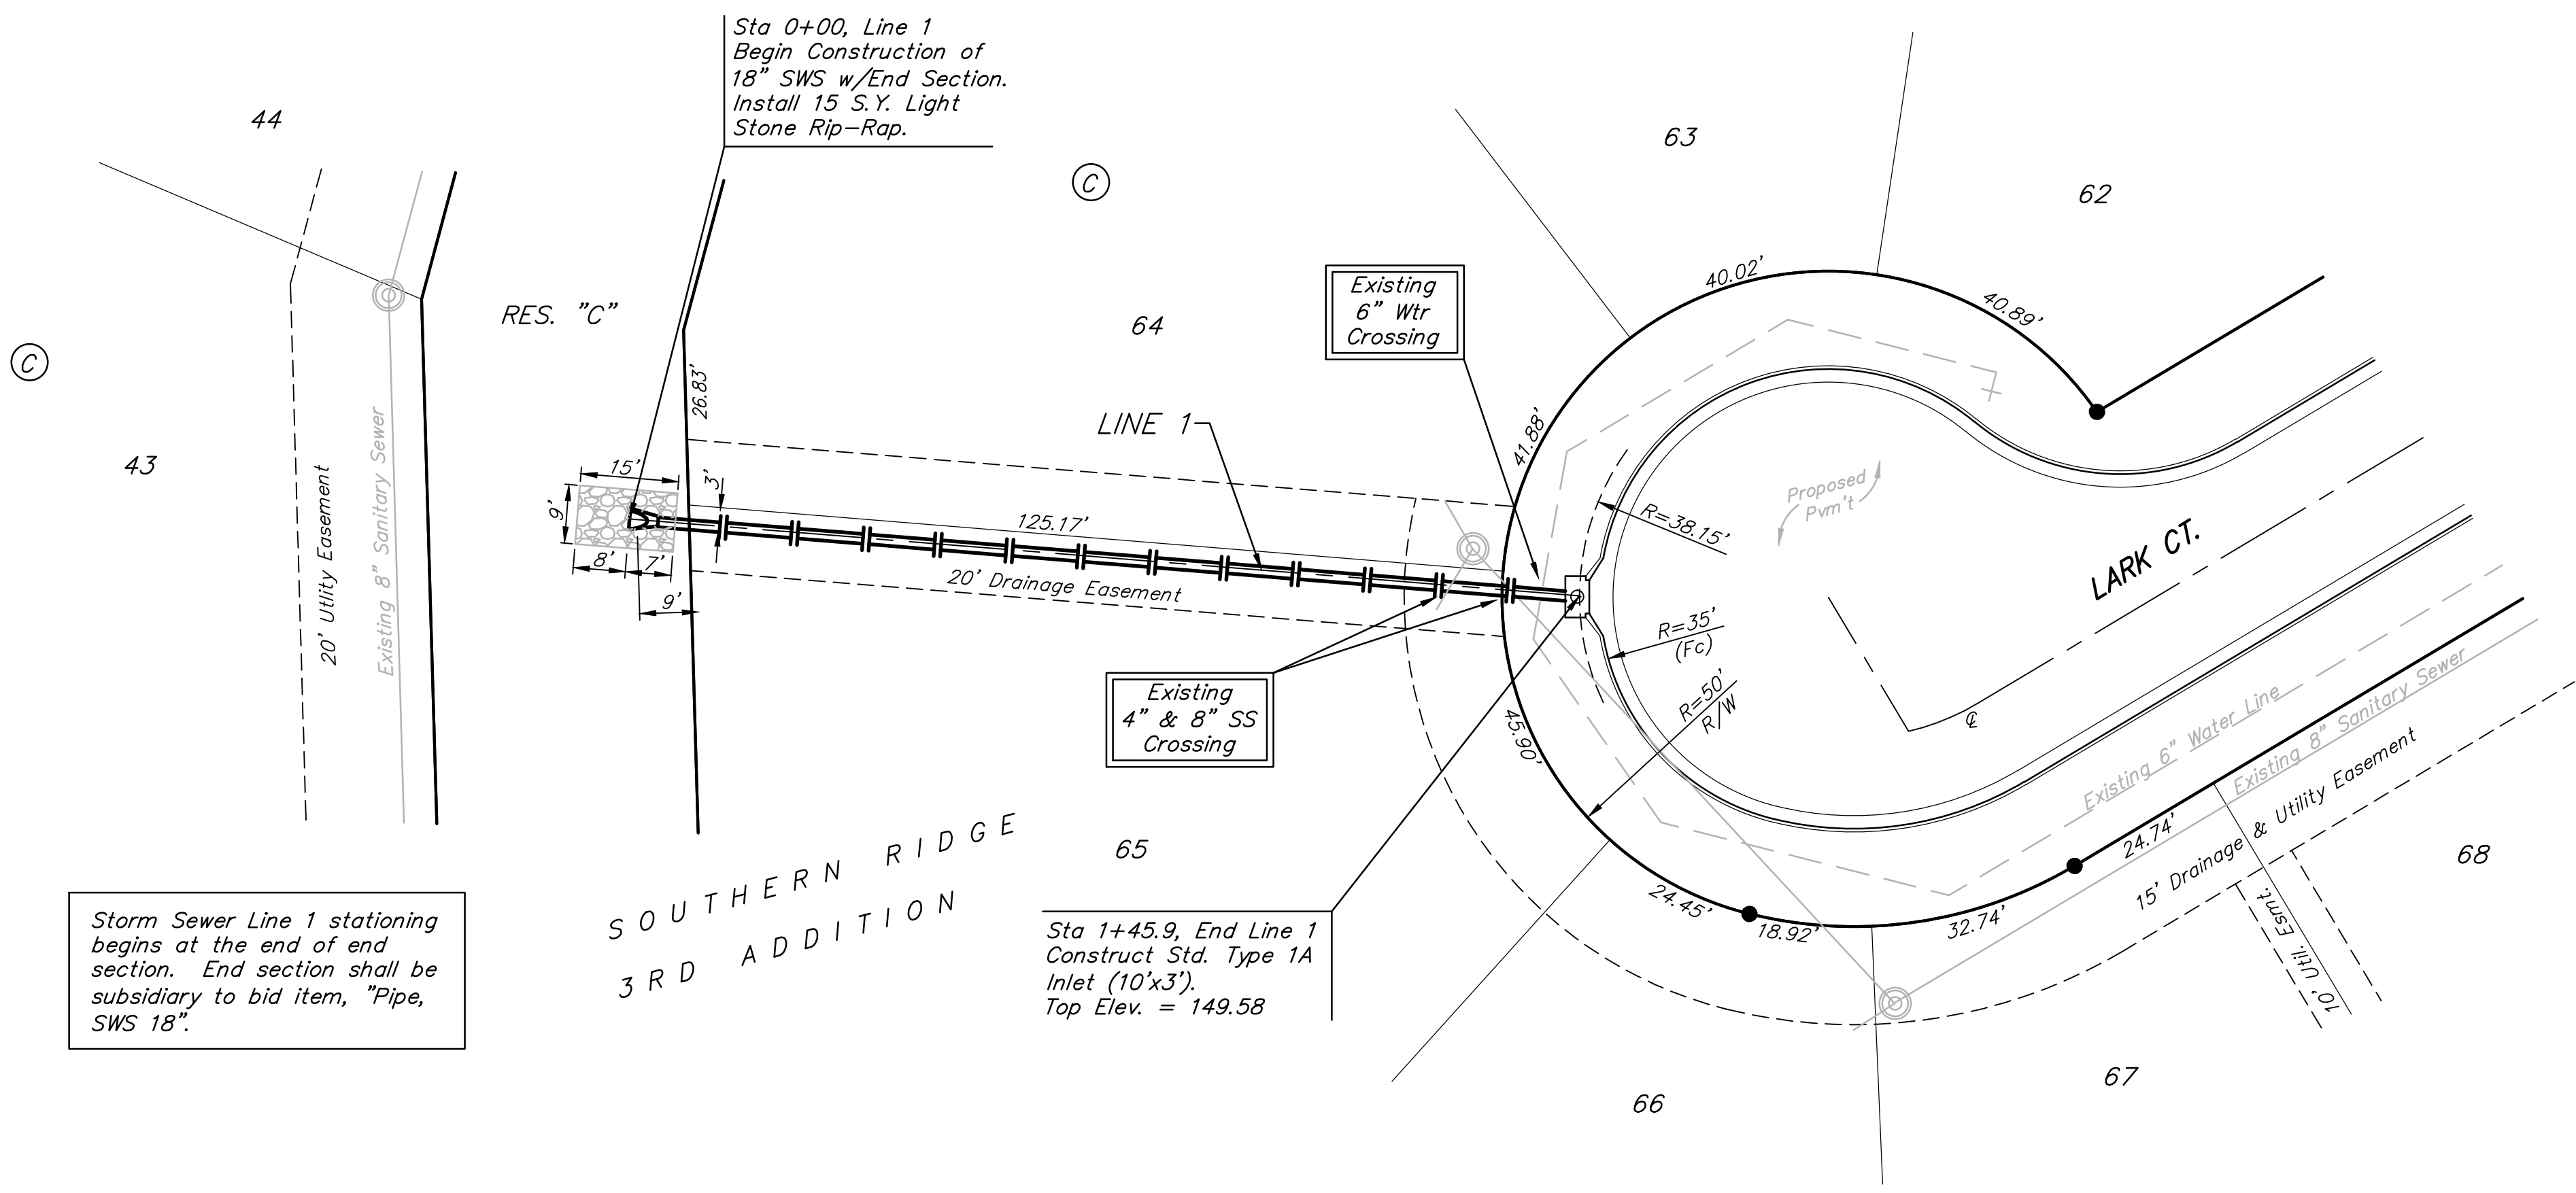 Sta 0+00, Line 1
Begin Construction of
18" SWS w/End Section.
Install 15 S.Y. Light
Stone Rip-Rap.
44
C
63
62
RES. "C"
64
Existing
6" Wtr
Crossing
40.02'
40.89'
C
43
20' Utlity Easement
Existing 8" Sanitary Sewer
26.83'
LINE 1
41.88'
15'
3'
9'
8'
7'
9'
125.17'
20' Drainage Easement
R=38.15'
Proposed
Pvm't
LARK CT.
R=35'
(Fc)
R=50'
R/W
℄
Existing
4" & 8" SS
Crossing
45.90'
Existing 6" Water Line
Existing 8" Sanitary Sewer
15' Drainage & Utility Easement
24.74'
65
68
SOUTHERN RIDGE
3RD ADDITION
24.45'
18.92'
32.74'
10' Util. Esmt.
Storm Sewer Line 1 stationing
begins at the end of end
section. End section shall be
subsidiary to bid item, "Pipe,
SWS 18".
Sta 1+45.9, End Line 1
Construct Std. Type 1A
Inlet (10'x3').
Top Elev. = 149.58
66
67